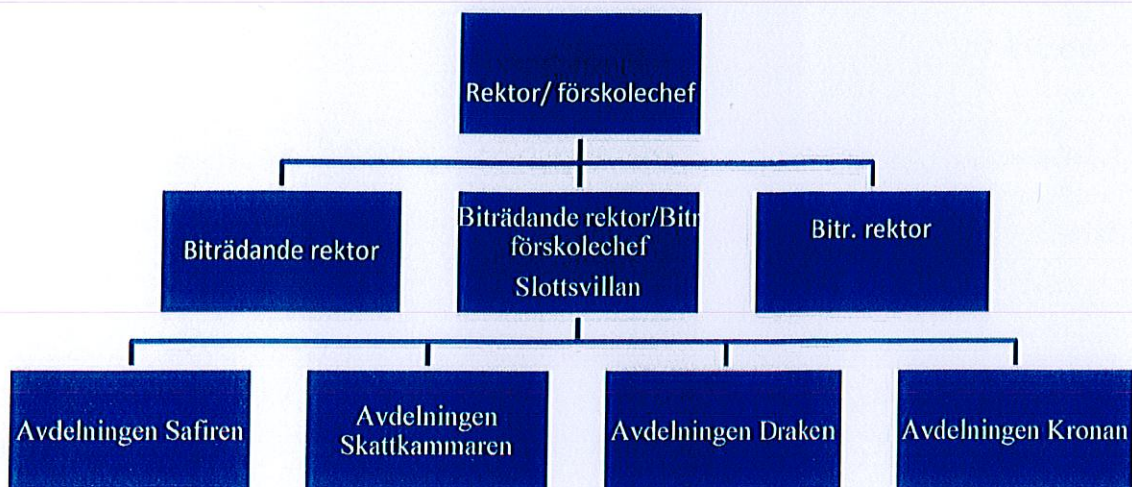 Rektor/ förskolechef
Biträdande rektor
Biträdande rektor/Bitr
förskolechef
Slottsvillan
Bitr. rektor
Avdelningen Safiren
Avdelningen
Skattkammaren
Avdelningen Draken
Avdelningen Kronan